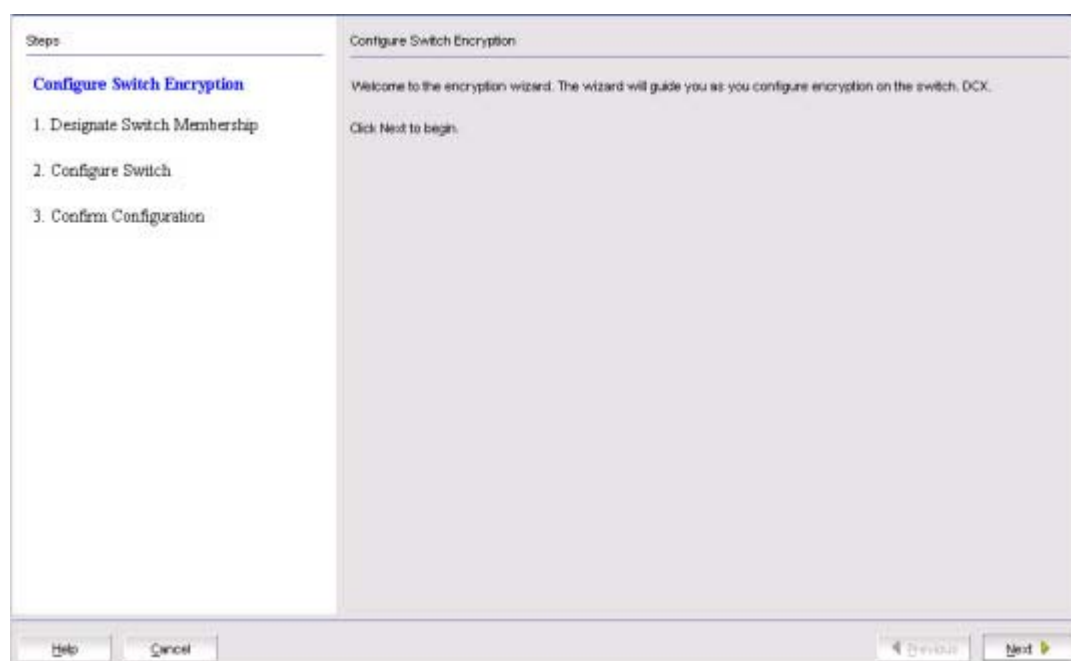 Steps
Configure Switch Encryption
1. Designate Switch Membership
2. Configure Switch
3. Confirm Configuration
Configure Switch Encryption
Welcome to the encryption wizard. The wizard will guide you as you configure encryption on the switch, DCX.
Click Next to begin.
Help
Cancel
Previous
Next